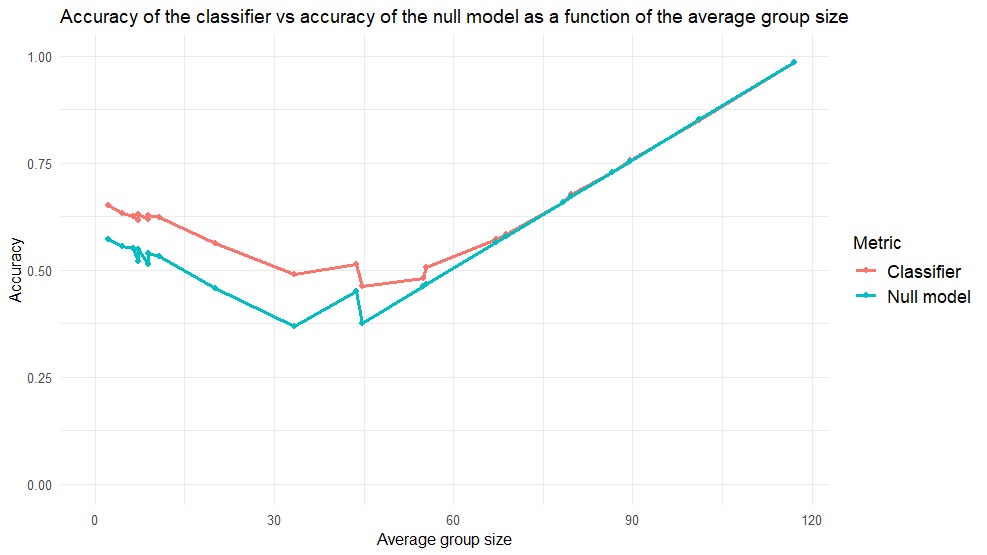 Accuracy of the classifier vs accuracy of the null model as a function of the average group size
1.00
0.75
0.50
0.25
0.00
Accuracy
0 30 60 90 120
Average group size
Metric
Classifier
Null model